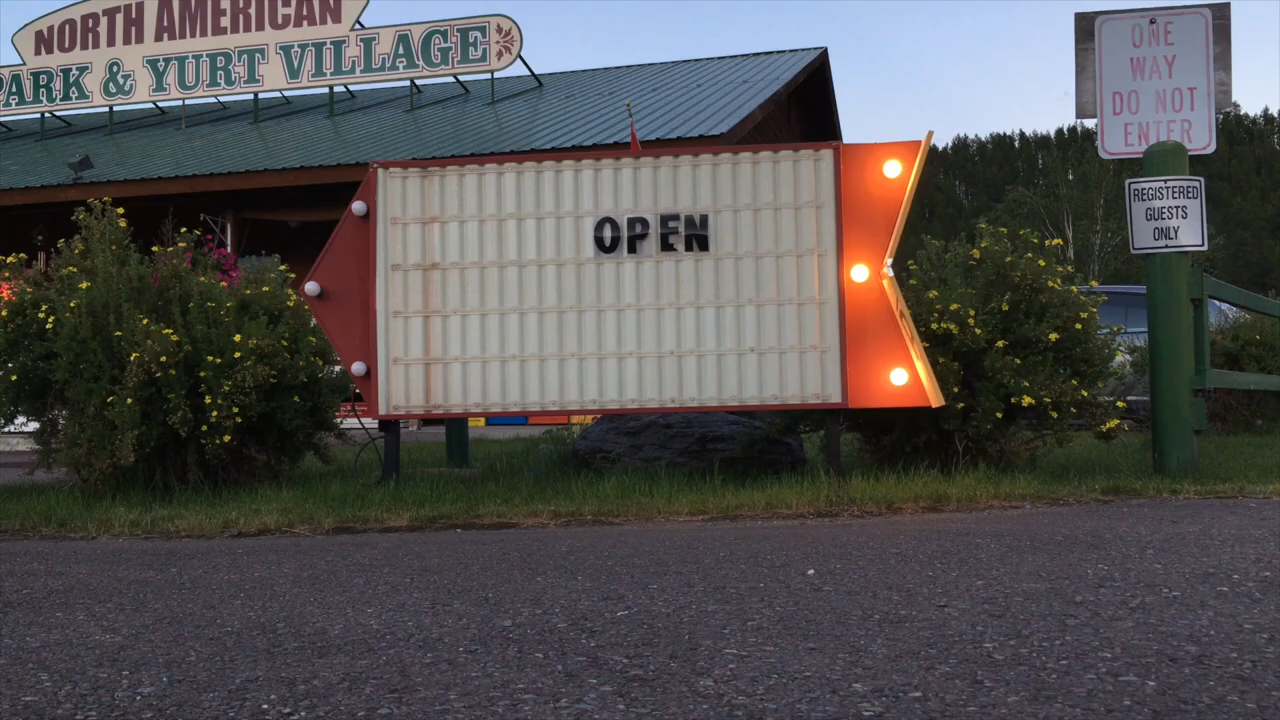 NORTH AMERICAN
PARK & YURT VILLAGE
OPEN
ONE
WAY
DO NOT
ENTER
REGISTERED
GUESTS
ONLY